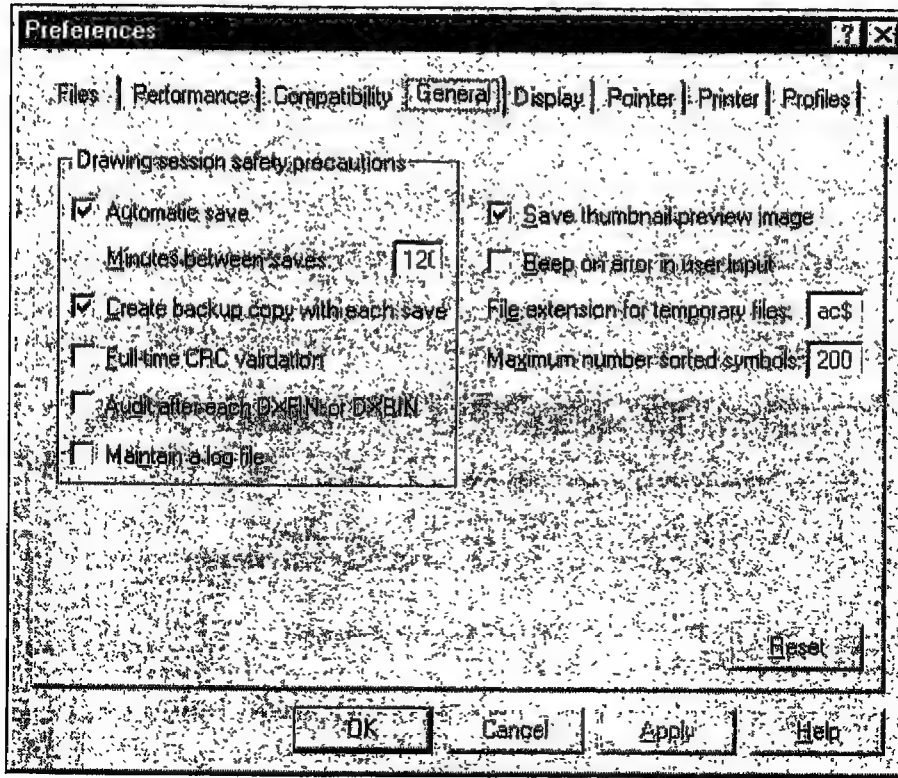 Preferences
Files Performance Compatibility General Display Pointer Printer Profiles
Drawing session safety precautions
Automatic save
Minutes between saves: 120
Create backup copy with each save
Full-time CRC validation
Audit after each DXFIN or DXBIN
Maintain a log file
Save thumbnail preview image
Beep on error in user input
File extension for temporary files: ac$
Maximum number sorted symbols: 200
Reset
OK Cancel Apply Help